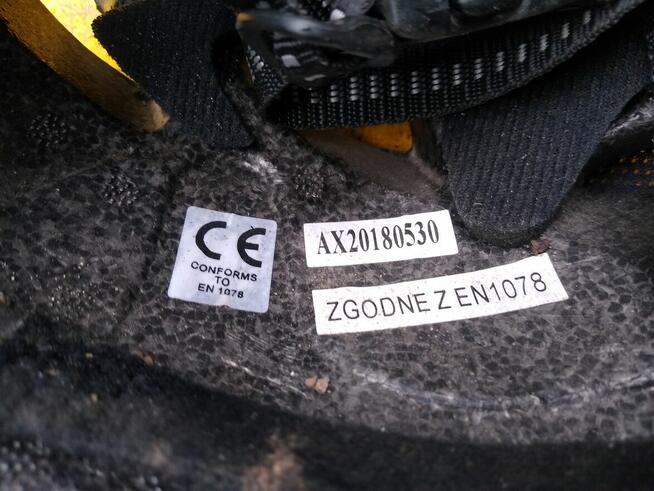 CE
CONFORMS
TO
EN 1078
AX20180530
ZGODNE Z EN1078